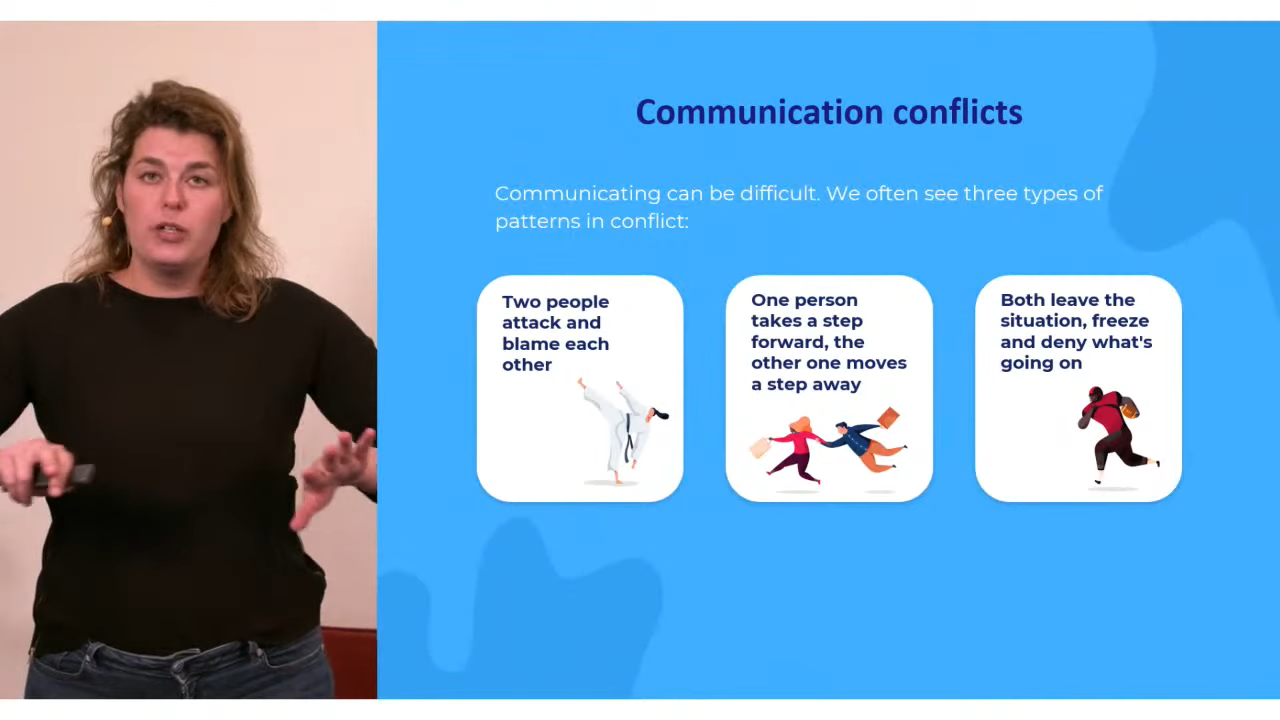 Communication conflicts
Communicating can be difficult. We often see three types of
patterns in conflict:
Two people
attack and
blame each
other
One person
takes a step
forward, the
other one moves
a step away
Both leave the
situation, freeze
and deny what's
going on